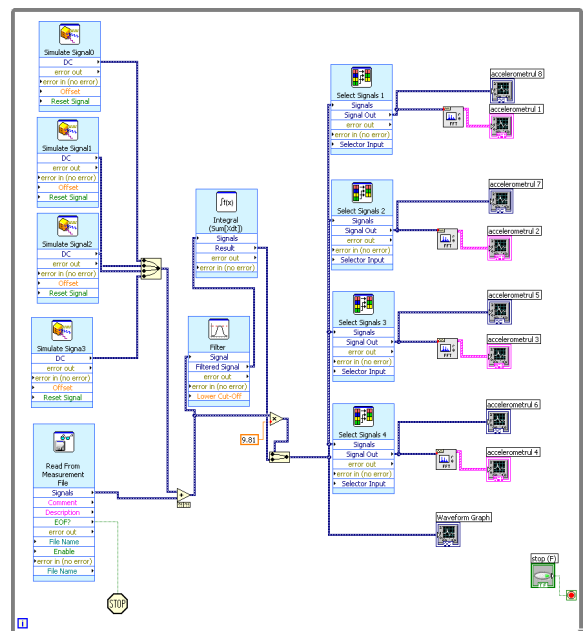 Simulate Signal0
DC
error out
error in (no error)
Offset
Reset Signal
Simulate Signal1
DC
error out
error in (no error)
Offset
Reset Signal
Simulate Signal2
DC
error out
error in (no error)
Offset
Reset Signal
Simulate Signa3
DC
error out
error in (no error)
Offset
Reset Signal
Read From
Measurement
File
Signals
Comment
Description
EOF?
error out
File Name
Enable
error in (no error)
File Name
STOP
i
∫f(x)
Integral
(Sum[Xdt])
Signals
Result
error out
error in (no error)
Filter
Signal
Filtered Signal
error out
error in (no error)
Lower Cut-Off
9.81
Select Signals 1
Signals
Signal Out
error out
error in (no error)
Selector Input
FFT
accelerometrul 8
accelerometrul 1
Select Signals 2
Signals
Signal Out
error out
error in (no error)
Selector Input
FFT
accelerometrul 7
accelerometrul 2
Select Signals 3
Signals
Signal Out
error out
error in (no error)
Selector Input
FFT
accelerometrul 5
accelerometrul 3
Select Signals 4
Signals
Signal Out
error out
error in (no error)
Selector Input
FFT
accelerometrul 6
accelerometrul 4
Waveform Graph
stop (F)
TF